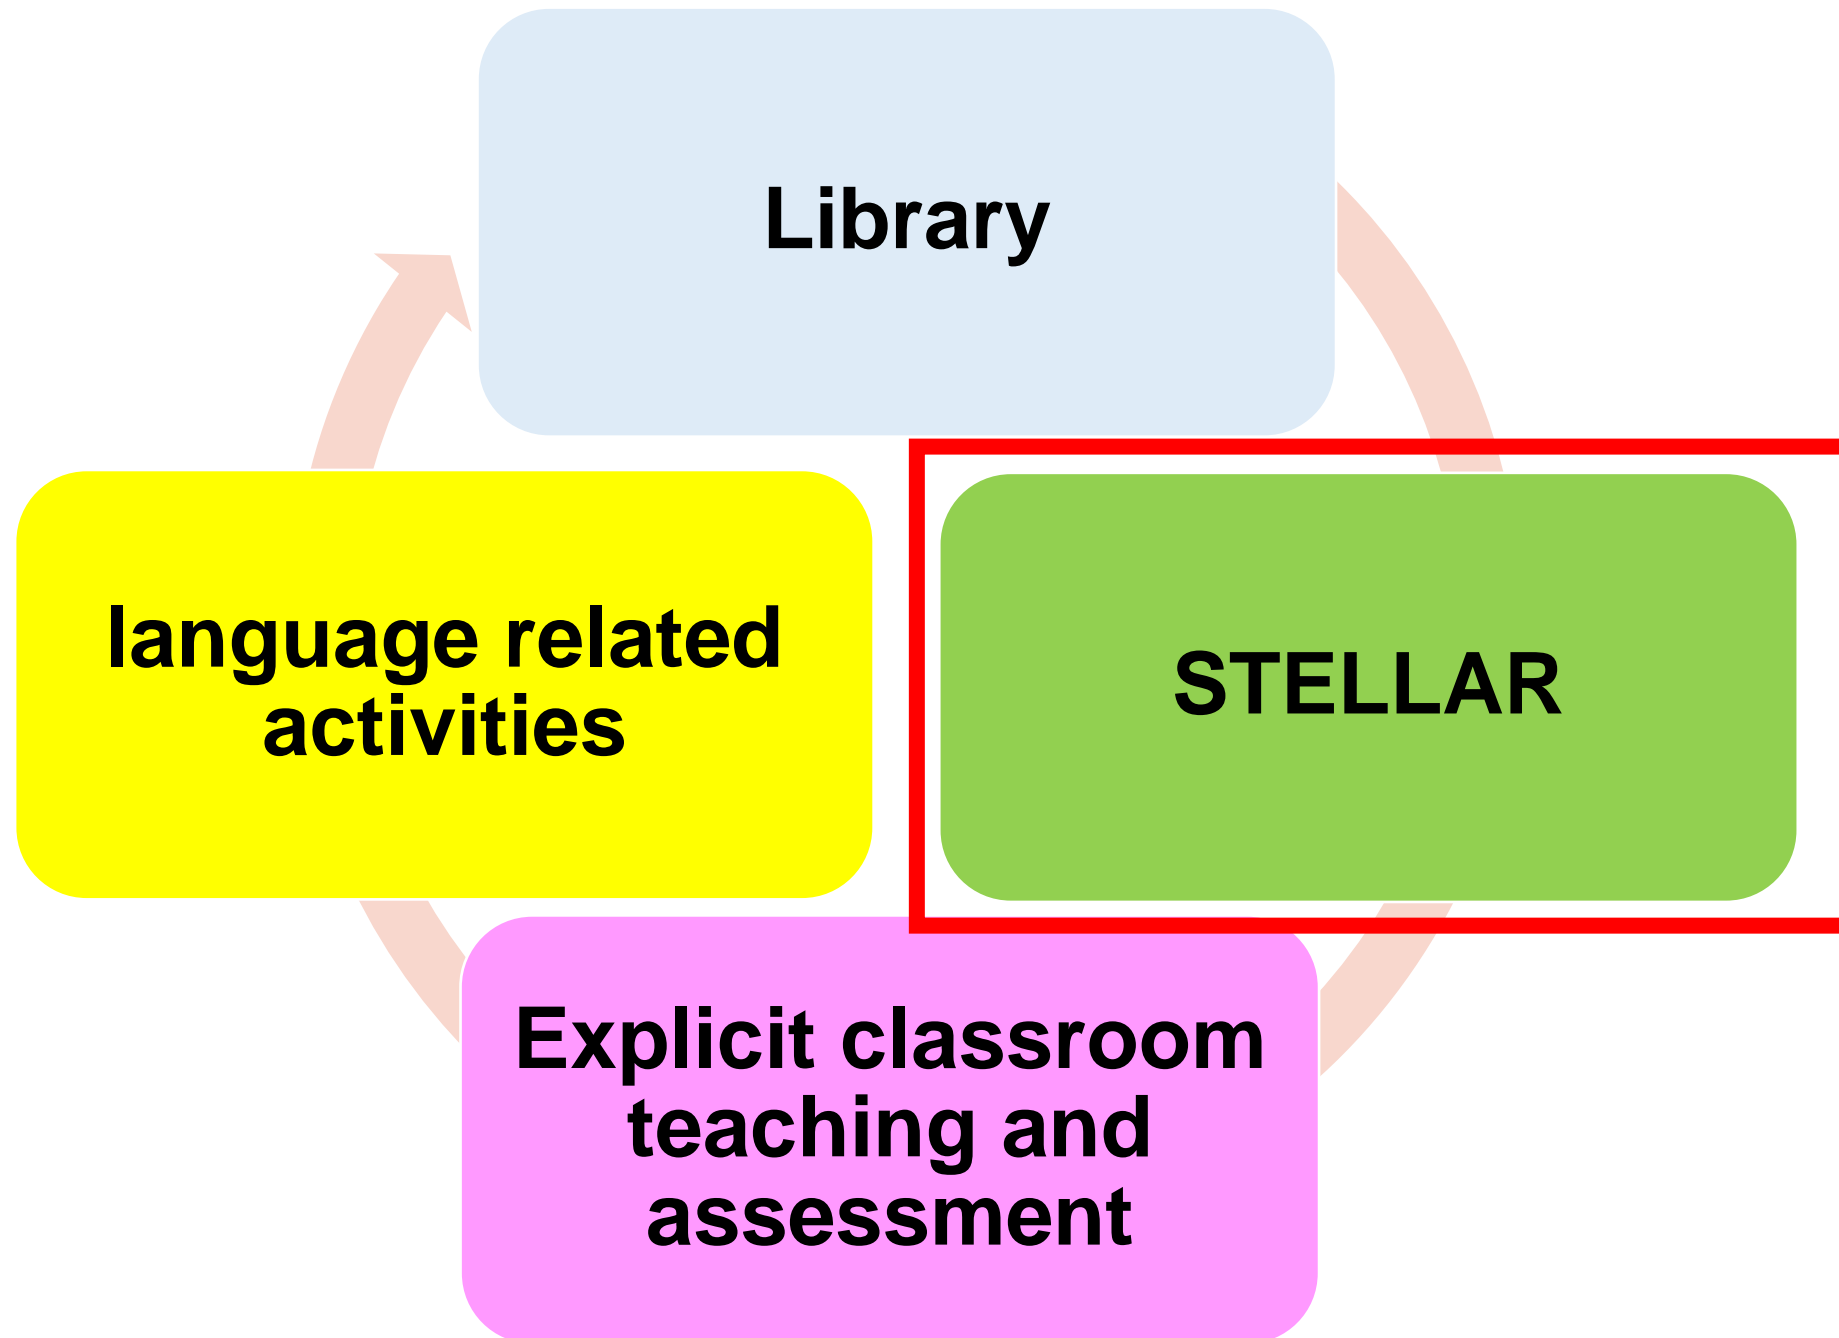 Library
language related
activities
STELLAR
Explicit classroom
teaching and
assessment